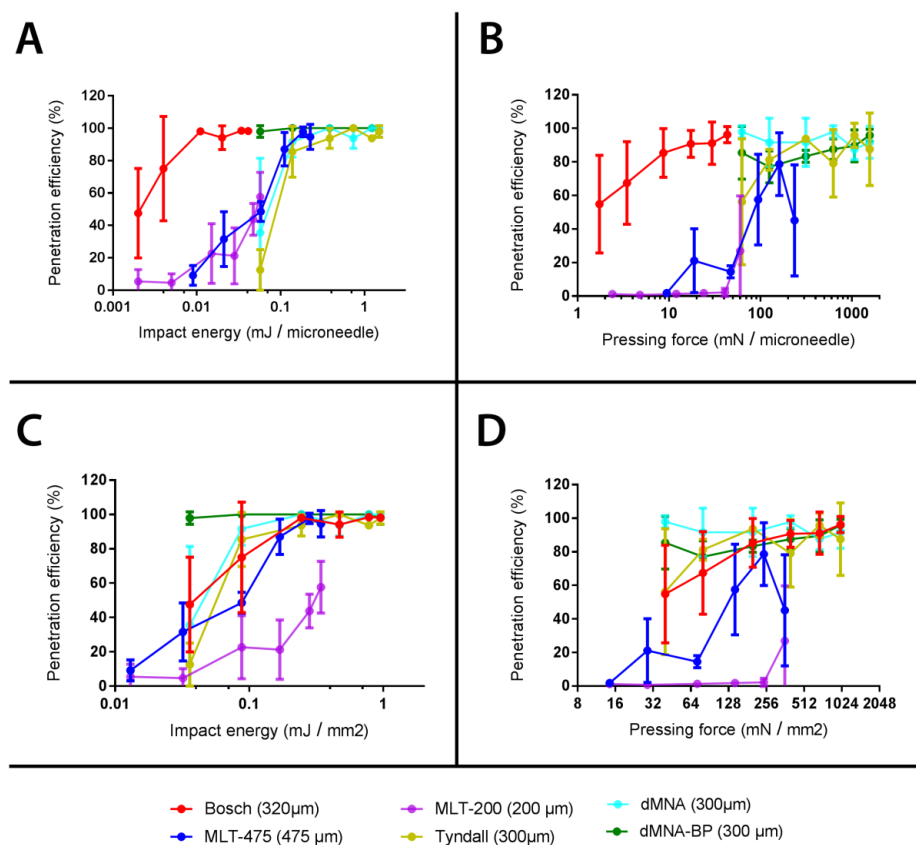 A
Penetration efficiency (%)
120
100
80
60
40
20
0
0.001
0.01
0.1
1
Impact energy (mJ / microneedle)
B
Penetration efficiency (%)
120
100
80
60
40
20
0
1
10
100
1000
Pressing force (mN / microneedle)
C
Penetration efficiency (%)
120
100
80
60
40
20
0
0.01
0.1
1
Impact energy (mJ / mm2)
D
Penetration efficiency (%)
120
100
80
60
40
20
0
8
16
32
64
128
256
512
1024
2048
Pressing force (mN / mm2)
Bosch (320µm)
MLT-200 (200 µm)
dMNA (300µm)
MLT-475 (475 µm)
Tyndall (300µm)
dMNA-BP (300 µm)